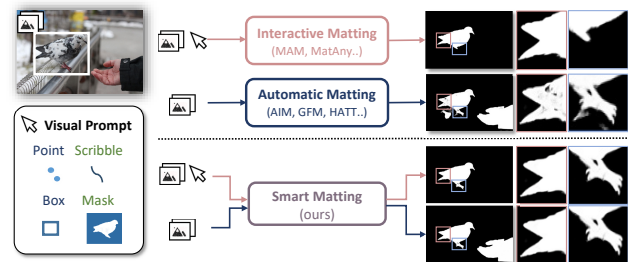 Interactive Matting
(MAM, MatAny..)
Automatic Matting
(AIM, GFM, HATT..)
Visual Prompt
Point Scribble
Box Mask
Smart Matting
(ours)